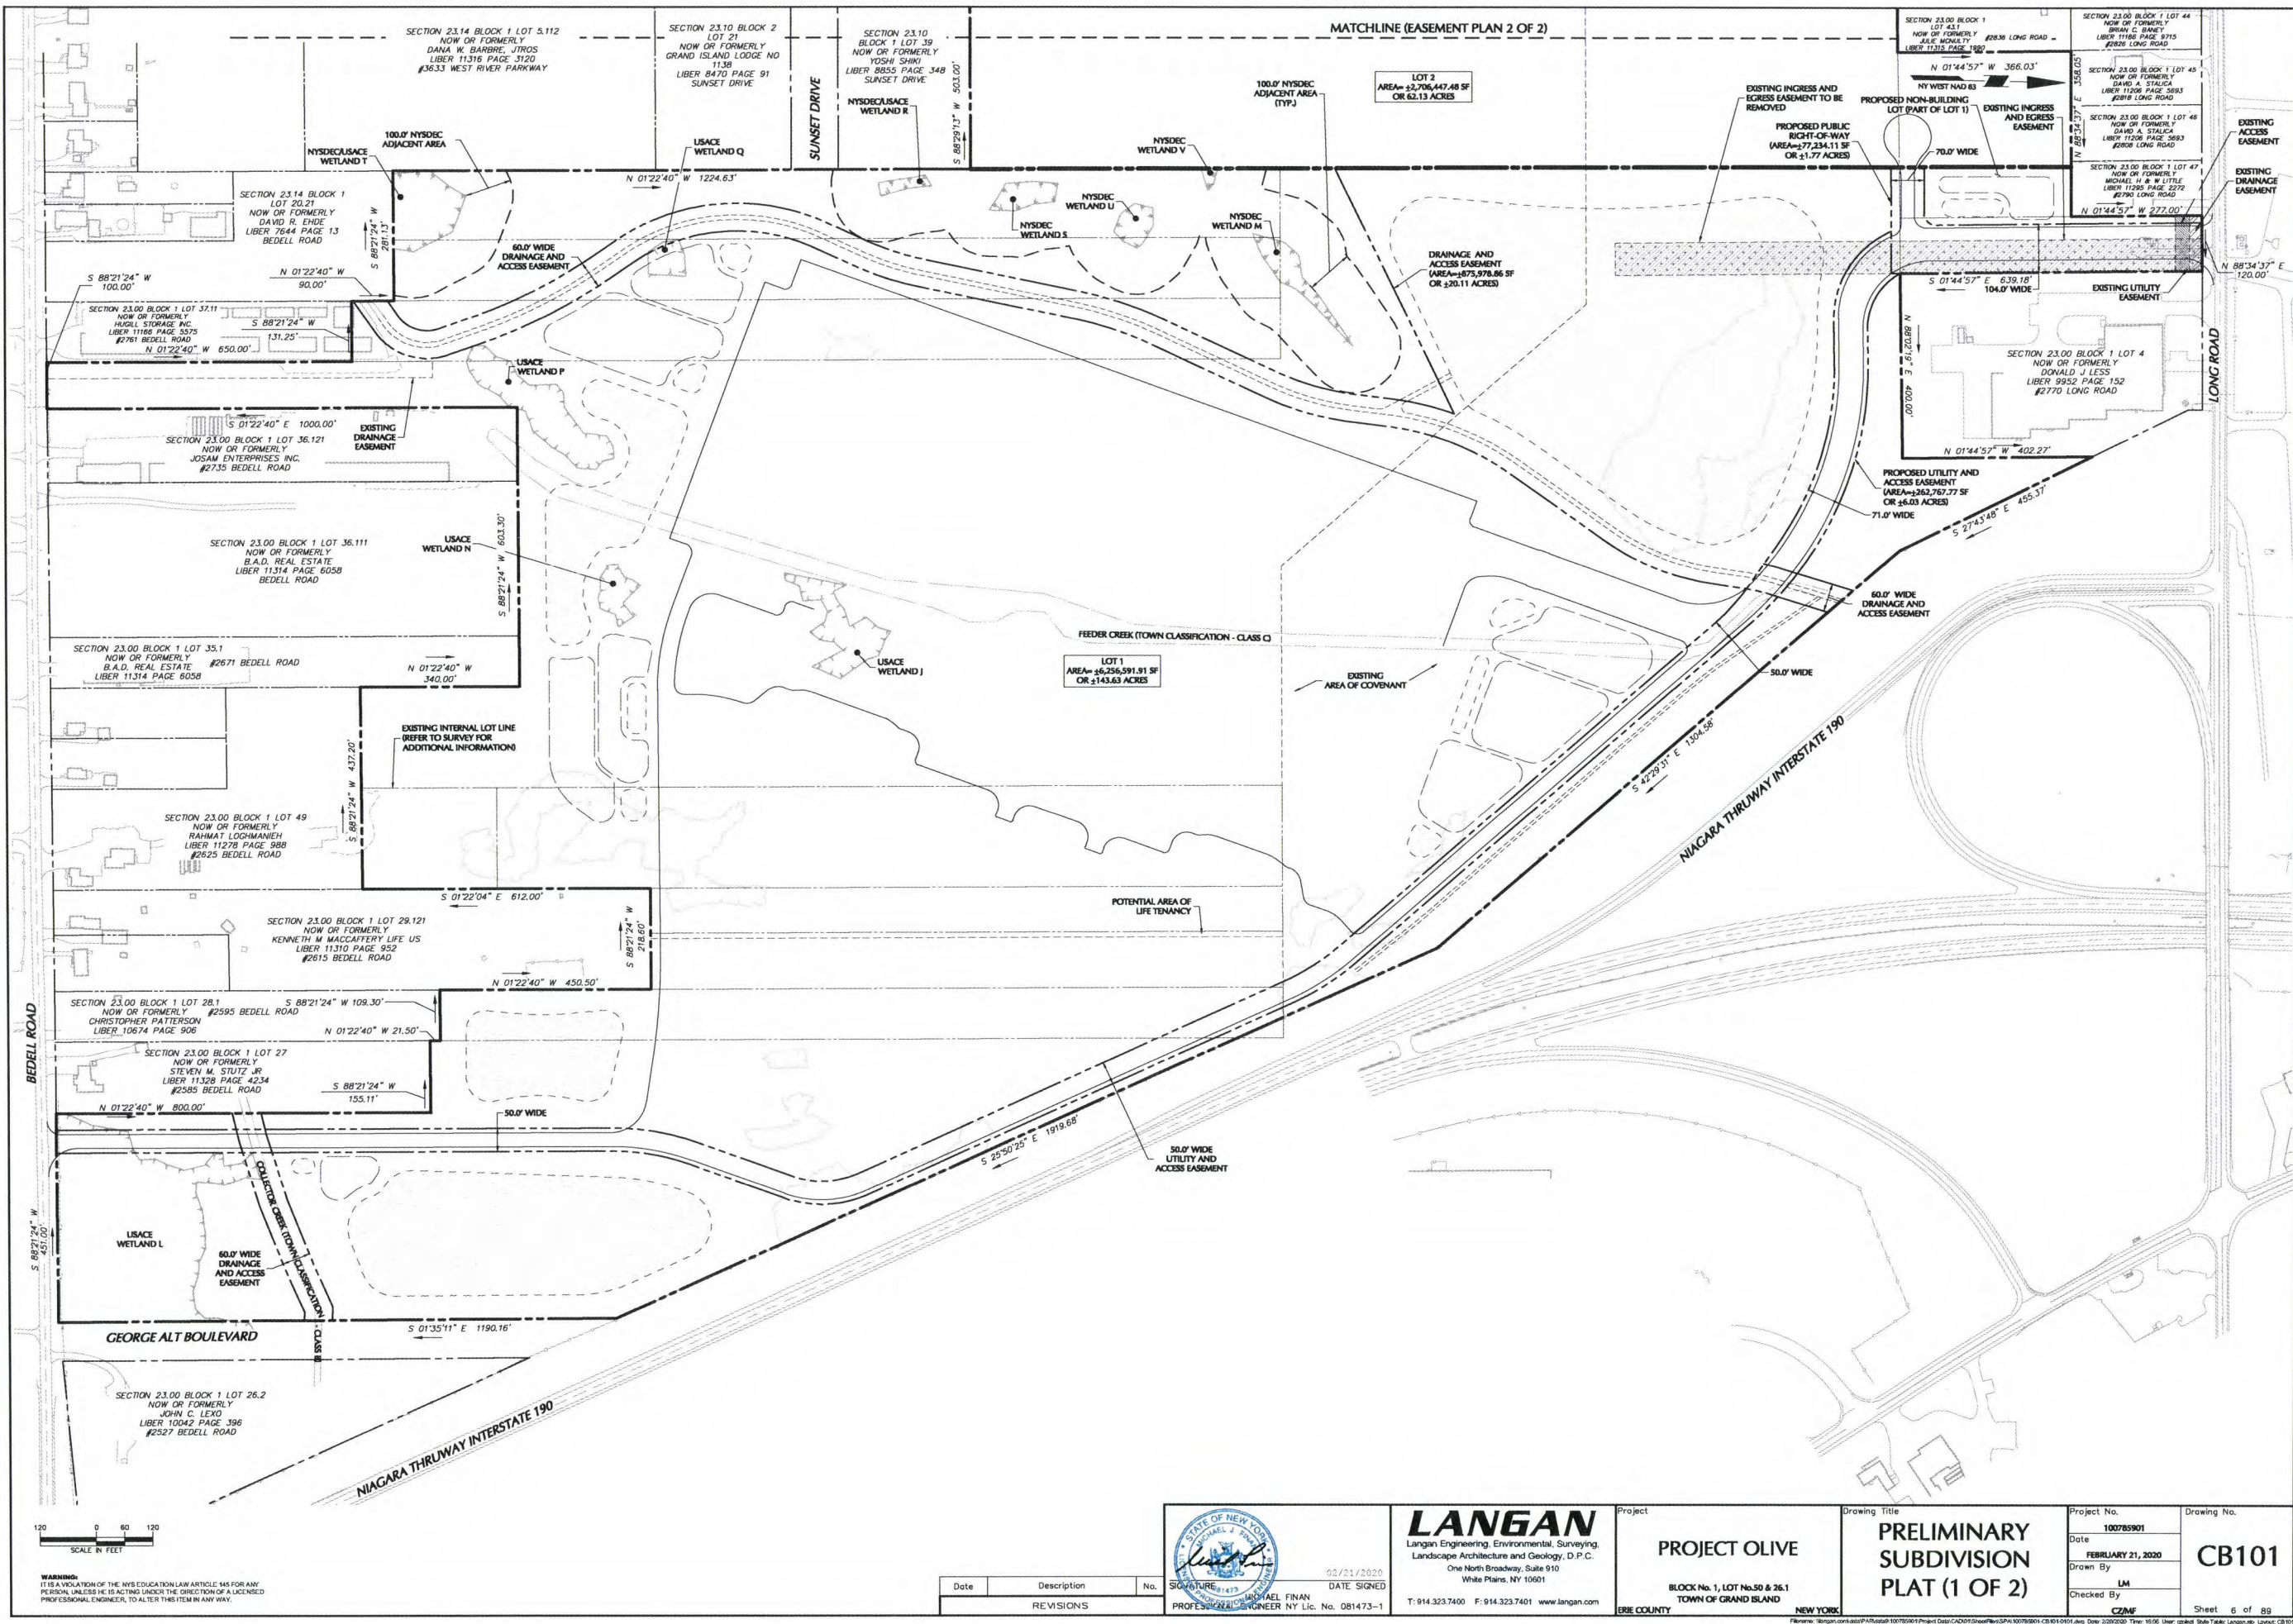 MATCHLINE (EASEMENT PLAN 2 OF 2)
SECTION 23.14 BLOCK 1 LOT 5.112
NOW OR FORMERLY
DANA W. BARBRE, JTROS
LIBER 11316 PAGE 3120
#3633 WEST RIVER PARKWAY
SECTION 23.10 BLOCK 2
LOT 21
NOW OR FORMERLY
GRAND ISLAND LODGE NO
1138
LIBER 8470 PAGE 91
SUNSET DRIVE
SUNSET DRIVE
SECTION 23.10
BLOCK 1 LOT 39
NOW OR FORMERLY
YOSHI SHIKI
LIBER 8855 PAGE 348
SUNSET DRIVE
S 88°29'13" W 503.00'
NYSDEC/USACE
WETLAND R
100.0' NYSDEC
ADJACENT AREA
NYSDEC/USACE
WETLAND T
USACE
WETLAND Q
N 01°22'40" W 1224.63'
LOT 2
AREA= ±2,706,447.48 SF
OR 62.13 ACRES
100.0' NYSDEC
ADJACENT AREA
(TYP.)
NYSDEC
WETLAND V
NYSDEC
WETLAND U
NYSDEC
WETLAND S
NYSDEC
WETLAND M
EXISTING INGRESS AND
EGRESS EASEMENT TO BE
REMOVED
PROPOSED PUBLIC
RIGHT-OF-WAY
(AREA=±77,234.11 SF
OR ±1.77 ACRES)
PROPOSED NON-BUILDING
LOT (PART OF LOT 1)
EXISTING INGRESS
AND EGRESS
EASEMENT
70.0' WIDE
SECTION 23.00 BLOCK 1
LOT 43.1
NOW OR FORMERLY
JULIE MCNULTY
LIBER 11315 PAGE 1990
#2836 LONG ROAD
N 01°44'57" W 366.03'
NY WEST NAD 83
N 88°34'37" E 358.05'
SECTION 23.00 BLOCK 1 LOT 44
NOW OR FORMERLY
BRIAN C. BANEY
LIBER 11166 PAGE 9715
#2826 LONG ROAD
SECTION 23.00 BLOCK 1 LOT 45
NOW OR FORMERLY
DAVID A. STALICA
LIBER 11206 PAGE 5693
#2818 LONG ROAD
SECTION 23.00 BLOCK 1 LOT 46
NOW OR FORMERLY
DAVID A. STALICA
LIBER 11206 PAGE 5693
#2808 LONG ROAD
SECTION 23.00 BLOCK 1 LOT 47
NOW OR FORMERLY
MICHAEL H & W LITTLE
LIBER 11295 PAGE 2272
#2790 LONG ROAD
N 01°44'57" W 277.00'
EXISTING
ACCESS
EASEMENT
EXISTING
DRAINAGE
EASEMENT
N 88°34'37" E
120.00'
S 01°44'57" E 639.18'
104.0' WIDE
EXISTING UTILITY
EASEMENT
SECTION 23.14 BLOCK 1
LOT 20.21
NOW OR FORMERLY
DAVID R. EHDE
LIBER 7644 PAGE 13
BEDELL ROAD
S 88°21'24" W
281.13'
60.0' WIDE
DRAINAGE AND
ACCESS EASEMENT
S 88°21'24" W
100.00'
N 01°22'40" W
90.00'
SECTION 23.00 BLOCK 1 LOT 37.11
NOW OR FORMERLY
HUGILL STORAGE INC.
LIBER 11166 PAGE 5575
#2761 BEDELL ROAD
S 88°21'24" W
131.25'
N 01°22'40" W 650.00'
USACE
WETLAND P
DRAINAGE AND
ACCESS EASEMENT
(AREA=±875,978.86 SF
OR ±20.11 ACRES)
N 88°02'19" E 400.00'
SECTION 23.00 BLOCK 1 LOT 4
NOW OR FORMERLY
DONALD J LESS
LIBER 9952 PAGE 152
#2770 LONG ROAD
LONG ROAD
S 01°22'40" E 1000.00'
SECTION 23.00 BLOCK 1 LOT 36.121
NOW OR FORMERLY
JOSAM ENTERPRISES INC.
#2735 BEDELL ROAD
EXISTING
DRAINAGE
EASEMENT
N 01°44'57" W 402.27'
PROPOSED UTILITY AND
ACCESS EASEMENT
(AREA=±262,767.77 SF
OR ±6.03 ACRES)
71.0' WIDE
S 27°43'48" E 455.37'
SECTION 23.00 BLOCK 1 LOT 36.111
NOW OR FORMERLY
B.A.D. REAL ESTATE
LIBER 11314 PAGE 6058
BEDELL ROAD
S 88°21'24" W 603.30'
USACE
WETLAND N
60.0' WIDE
DRAINAGE AND
ACCESS EASEMENT
FEEDER CREEK (TOWN CLASSIFICATION - CLASS C)
USACE
WETLAND J
LOT 1
AREA= ±6,256,591.91 SF
OR ±143.63 ACRES
EXISTING
AREA OF COVENANT
50.0' WIDE
SECTION 23.00 BLOCK 1 LOT 35.1
NOW OR FORMERLY
B.A.D. REAL ESTATE
LIBER 11314 PAGE 6058
#2671 BEDELL ROAD
N 01°22'40" W
340.00'
EXISTING INTERNAL LOT LINE
(REFER TO SURVEY FOR
ADDITIONAL INFORMATION)
S 88°21'24" W 437.20'
S 42°29'31" E 1304.58'
NIAGARA THRUWAY INTERSTATE 190
SECTION 23.00 BLOCK 1 LOT 49
NOW OR FORMERLY
RAHMAT LOGHMANIEH
LIBER 11278 PAGE 988
#2625 BEDELL ROAD
S 01°22'04" E 612.00'
POTENTIAL AREA OF
LIFE TENANCY
SECTION 23.00 BLOCK 1 LOT 29.121
NOW OR FORMERLY
KENNETH M MACCAFFERY LIFE US
LIBER 11310 PAGE 952
#2615 BEDELL ROAD
S 88°21'24" W
218.60'
N 01°22'40" W 450.50'
BEDELL ROAD
SECTION 23.00 BLOCK 1 LOT 28.1
NOW OR FORMERLY
CHRISTOPHER PATTERSON
LIBER 10674 PAGE 906
#2595 BEDELL ROAD
S 88°21'24" W 109.30'
N 01°22'40" W 21.50'
SECTION 23.00 BLOCK 1 LOT 27
NOW OR FORMERLY
STEVEN M. STUTZ JR
LIBER 11328 PAGE 4234
#2585 BEDELL ROAD
S 88°21'24" W
155.11'
N 01°22'40" W 800.00'
50.0' WIDE
S 25°50'25" E 1919.68'
50.0' WIDE
UTILITY AND
ACCESS EASEMENT
S 88°21'24" W
451.00'
USACE
WETLAND L
60.0' WIDE
DRAINAGE
AND ACCESS
EASEMENT
COLLECTOR CREEK (TOWN CLASSIFICATION - CLASS B)
GEORGE ALT BOULEVARD
S 01°35'11" E 1190.16'
SECTION 23.00 BLOCK 1 LOT 26.2
NOW OR FORMERLY
JOHN C. LEXO
LIBER 10042 PAGE 396
#2527 BEDELL ROAD
NIAGARA THRUWAY INTERSTATE 190
120 0 60 120
SCALE IN FEET
WARNING:
IT IS A VIOLATION OF THE NYS EDUCATION LAW ARTICLE 145 FOR ANY
PERSON, UNLESS HE IS ACTING UNDER THE DIRECTION OF A LICENSED
PROFESSIONAL ENGINEER, TO ALTER THIS ITEM IN ANY WAY.
Date Description No.
REVISIONS
STATE OF NEW YORK
MICHAEL J. FINAN
081473
02/21/2020
SIGNATURE DATE SIGNED
MICHAEL FINAN
PROFESSIONAL ENGINEER NY Lic. No. 081473-1
LANGAN
Langan Engineering, Environmental, Surveying,
Landscape Architecture and Geology, D.P.C.
One North Broadway, Suite 910
White Plains, NY 10601
T: 914.323.7400 F: 914.323.7401 www.langan.com
Project
PROJECT OLIVE
BLOCK No. 1, LOT No.50 & 26.1
TOWN OF GRAND ISLAND
ERIE COUNTY NEW YORK
Drawing Title
PRELIMINARY
SUBDIVISION
PLAT (1 OF 2)
Project No.
100785901
Date
FEBRUARY 21, 2020
Drawn By
LM
Checked By
CZ/MF
Drawing No.
CB101
Sheet 6 of 89